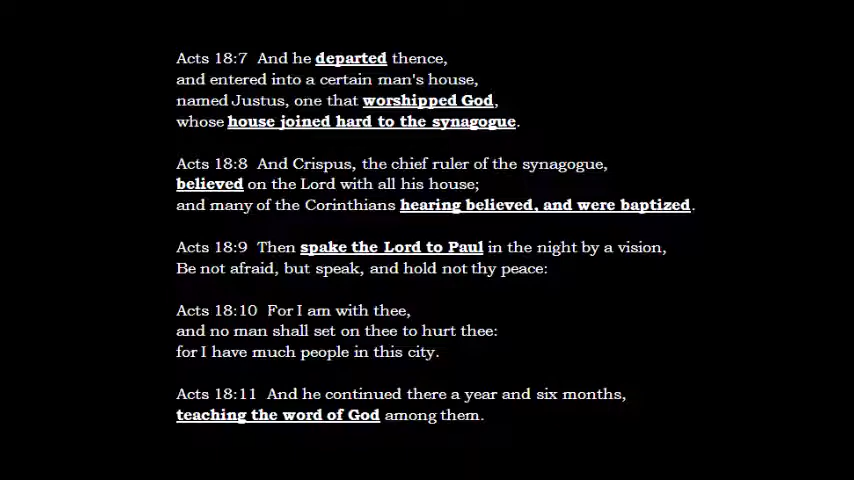 Acts 18:7  And he departed thence,
and entered into a certain man's house,
named Justus, one that worshipped God,
whose house joined hard to the synagogue.
Acts 18:8  And Crispus, the chief ruler of the synagogue,
believed on the Lord with all his house;
and many of the Corinthians hearing believed, and were baptized.
Acts 18:9  Then spake the Lord to Paul in the night by a vision,
Be not afraid, but speak, and hold not thy peace:
Acts 18:10  For I am with thee,
and no man shall set on thee to hurt thee:
for I have much people in this city.
Acts 18:11  And he continued there a year and six months,
teaching the word of God among them.